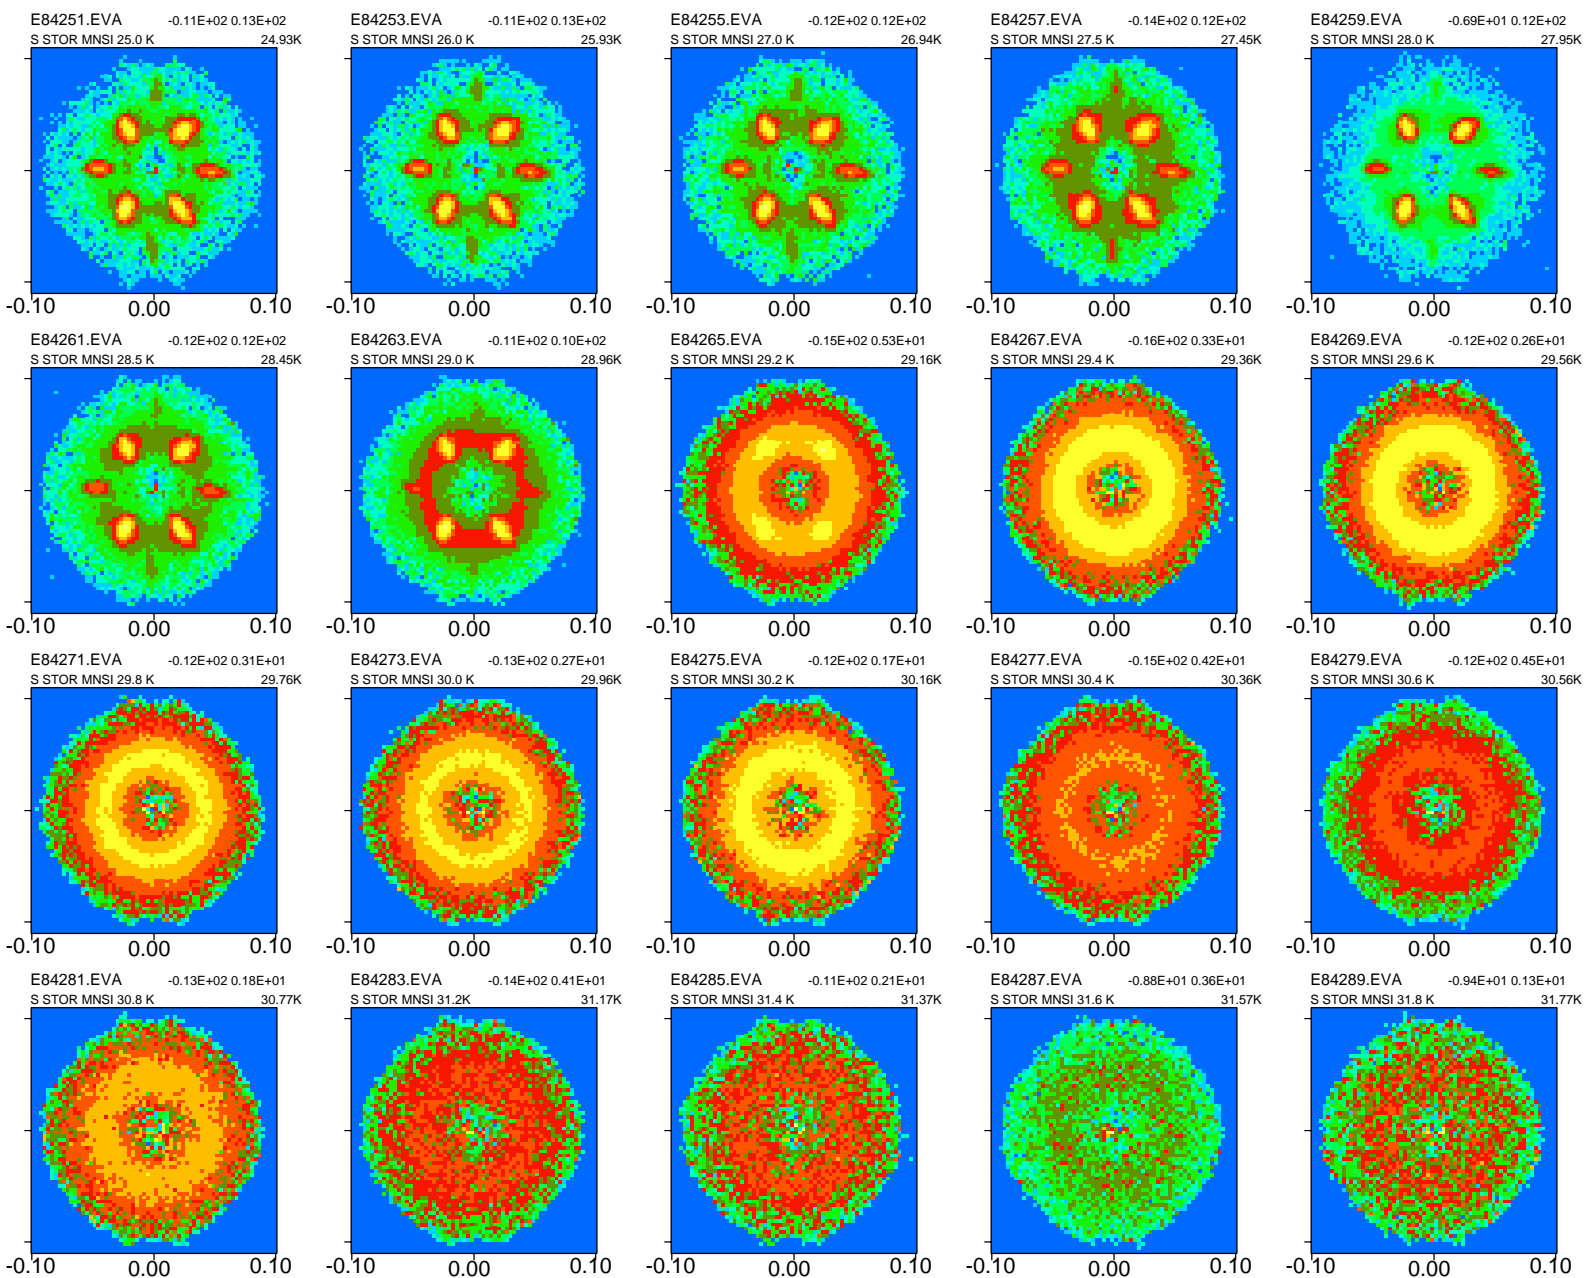 E84251.EVA -0.11E+02 0.13E+02
S STOR MNSI 25.0 K 24.93K
-0.10 0.00 0.10
E84253.EVA -0.11E+02 0.13E+02
S STOR MNSI 26.0 K 25.93K
-0.10 0.00 0.10
E84255.EVA -0.12E+02 0.12E+02
S STOR MNSI 27.0 K 26.94K
-0.10 0.00 0.10
E84257.EVA -0.14E+02 0.12E+02
S STOR MNSI 27.5 K 27.45K
-0.10 0.00 0.10
E84259.EVA -0.69E+01 0.12E+02
S STOR MNSI 28.0 K 27.95K
-0.10 0.00 0.10
E84261.EVA -0.12E+02 0.12E+02
S STOR MNSI 28.5 K 28.45K
-0.10 0.00 0.10
E84263.EVA -0.11E+02 0.10E+02
S STOR MNSI 29.0 K 28.96K
-0.10 0.00 0.10
E84265.EVA -0.15E+02 0.53E+01
S STOR MNSI 29.2 K 29.16K
-0.10 0.00 0.10
E84267.EVA -0.16E+02 0.33E+01
S STOR MNSI 29.4 K 29.36K
-0.10 0.00 0.10
E84269.EVA -0.12E+02 0.26E+01
S STOR MNSI 29.6 K 29.56K
-0.10 0.00 0.10
E84271.EVA -0.12E+02 0.31E+01
S STOR MNSI 29.8 K 29.76K
-0.10 0.00 0.10
E84273.EVA -0.13E+02 0.27E+01
S STOR MNSI 30.0 K 29.96K
-0.10 0.00 0.10
E84275.EVA -0.12E+02 0.17E+01
S STOR MNSI 30.2 K 30.16K
-0.10 0.00 0.10
E84277.EVA -0.15E+02 0.42E+01
S STOR MNSI 30.4 K 30.36K
-0.10 0.00 0.10
E84279.EVA -0.12E+02 0.45E+01
S STOR MNSI 30.6 K 30.56K
-0.10 0.00 0.10
E84281.EVA -0.13E+02 0.18E+01
S STOR MNSI 30.8 K 30.77K
-0.10 0.00 0.10
E84283.EVA -0.14E+02 0.41E+01
S STOR MNSI 31.2K 31.17K
-0.10 0.00 0.10
E84285.EVA -0.11E+02 0.21E+01
S STOR MNSI 31.4 K 31.37K
-0.10 0.00 0.10
E84287.EVA -0.88E+01 0.36E+01
S STOR MNSI 31.6 K 31.57K
-0.10 0.00 0.10
E84289.EVA -0.94E+01 0.13E+01
S STOR MNSI 31.8 K 31.77K
-0.10 0.00 0.10